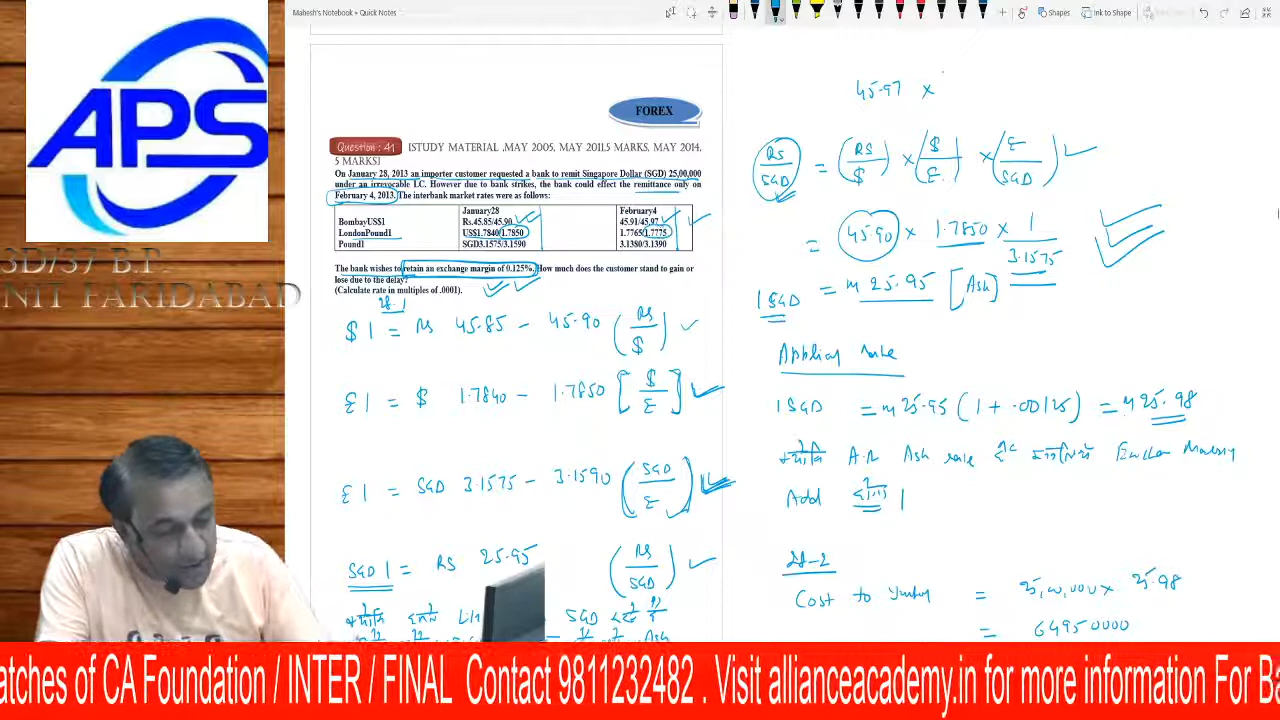 APS
3D/37 B.P.
NIT FARIDABAD
Mahesh's Notebook » Quick Notes
Shapes
Ink to Shape
FOREX
Question : 41
[STUDY MATERIAL ,MAY 2005, MAY 2011,5 MARKS, MAY 2014,
5 MARKS]
On January 28, 2013 an importer customer requested a bank to remit Singapore Dollar (SGD) 25,00,000
under an irrevocable LC. However due to bank strikes, the bank could effect the remittance only on
February 4, 2013. The interbank market rates were as follows:
January28 February4
BombayUS$1 Rs.45.85/45.90 45.91/45.97
LondonPound1 US$1.7840/1.7850 1.7765/1.7775
Pound1 SGD3.1575/3.1590 3.1380/3.1390
The bank wishes to retain an exchange margin of 0.125%. How much does the customer stand to gain or
lose due to the delay?
(Calculate rate in multiples of .0001).
28
$ 1 = Rs 45.85 - 45.90 (Rs/$)
£ 1 = $ 1.7840 - 1.7850 [$/£]
£ 1 = SGD 3.1575 - 3.1590 (SGD/£)
SGD 1 = RS 25.95 (Rs/SGD)
45.97 ×
Rs/SGD = (RS/$) × ($/£) × (£/SGD)
= 45.90 × 1.7850 × 1/3.1575
1 SGD = 25.95 [Ask]
Appling rate
1 SGD = 25.95 (1 + .00125) = 25.98
A.R Ask rate
Add
Cost to = 25,00,000 × 25.98
= 64950000
atches of CA Foundation / INTER / FINAL Contact 9811232482 . Visit allianceacademy.in for more information For Ba